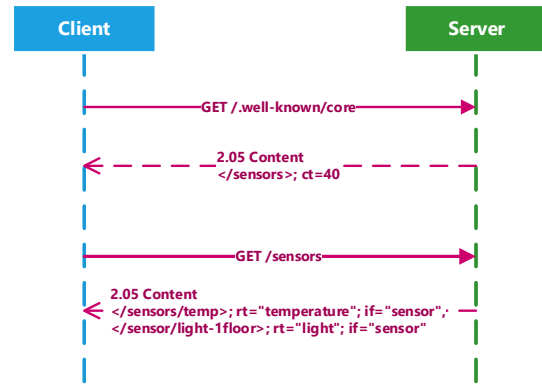 Client
Server
GET /.well-known/core
2.05 Content
</sensors>; ct=40
GET /sensors
2.05 Content
</sensors/temp>; rt="temperature"; if="sensor",
</sensor/light-1floor>; rt="light"; if="sensor"